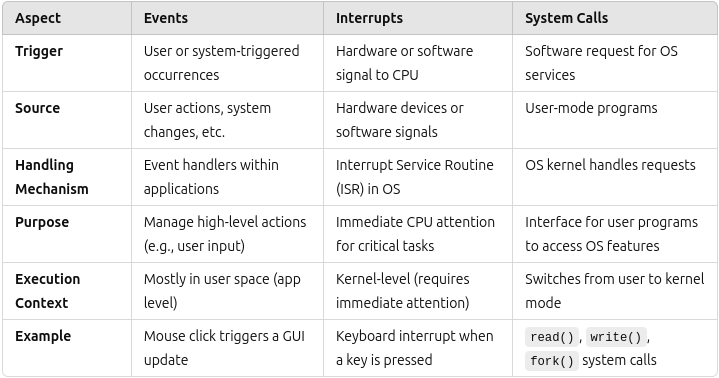 Aspect Events Interrupts System Calls
Trigger User or system-triggered Hardware or software Software request for OS
occurrences signal to CPU services
Source User actions, system Hardware devices or User-mode programs
changes, etc. software signals
Handling Event handlers within Interrupt Service Routine OS kernel handles requests
Mechanism applications (ISR) in OS
Purpose Manage high-level actions Immediate CPU attention Interface for user programs
(e.g., user input) for critical tasks to access OS features
Execution Mostly in user space (app Kernel-level (requires Switches from user to kernel
Context level) immediate attention) mode
Example Mouse click triggers a GUI Keyboard interrupt when read(), write(),
update a key is pressed fork() system calls